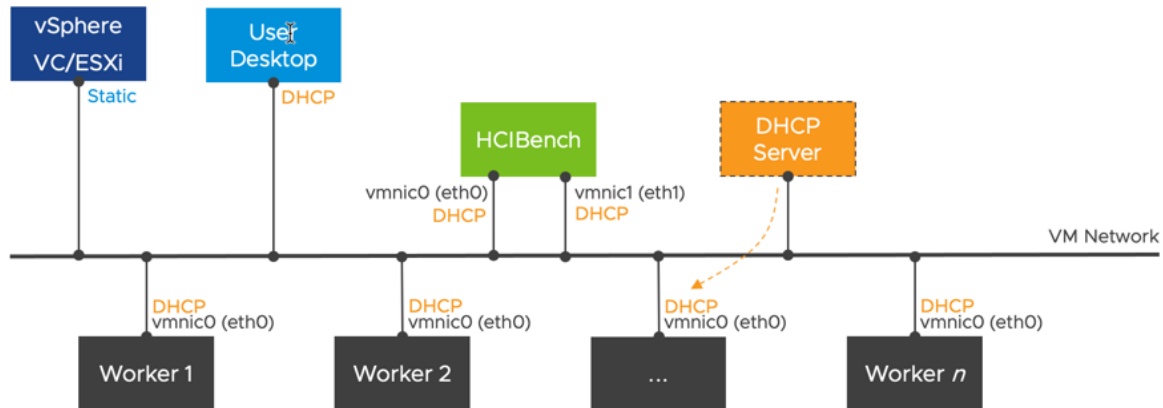 vSphere
VC/ESXi
Static
User
Desktop
DHCP
HCIBench
vmnic0 (eth0)
DHCP
vmnic1 (eth1)
DHCP
DHCP
Server
VM Network
DHCP
vmnic0 (eth0)
Worker 1
DHCP
vmnic0 (eth0)
Worker 2
DHCP
vmnic0 (eth0)
...
DHCP
vmnic0 (eth0)
Worker n